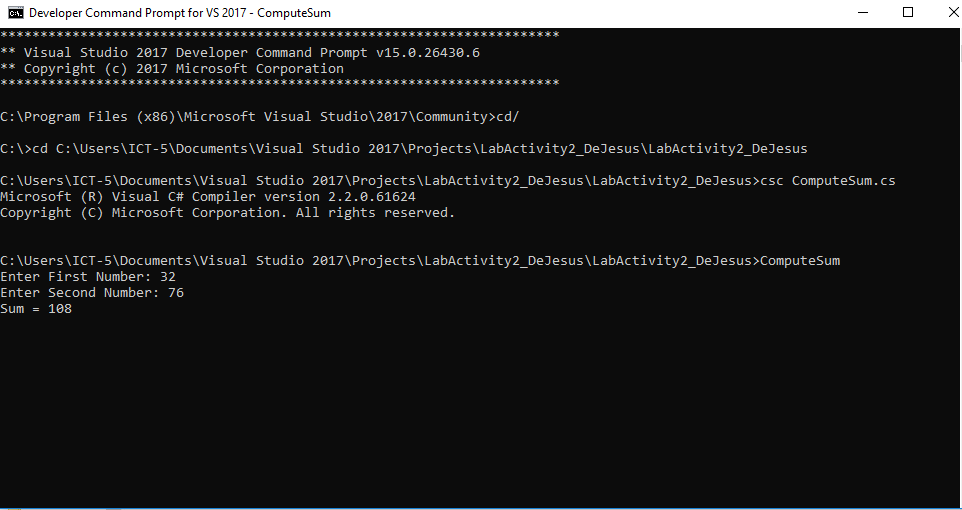 Developer Command Prompt for VS 2017 - ComputeSum
**********************************************************************
** Visual Studio 2017 Developer Command Prompt v15.0.26430.6
** Copyright (c) 2017 Microsoft Corporation
**********************************************************************
C:\Program Files (x86)\Microsoft Visual Studio\2017\Community>cd/
C:\>cd C:\Users\ICT-5\Documents\Visual Studio 2017\Projects\LabActivity2_DeJesus\LabActivity2_DeJesus
C:\Users\ICT-5\Documents\Visual Studio 2017\Projects\LabActivity2_DeJesus\LabActivity2_DeJesus>csc ComputeSum.cs
Microsoft (R) Visual C# Compiler version 2.2.0.61624
Copyright (C) Microsoft Corporation. All rights reserved.
C:\Users\ICT-5\Documents\Visual Studio 2017\Projects\LabActivity2_DeJesus\LabActivity2_DeJesus>ComputeSum
Enter First Number: 32
Enter Second Number: 76
Sum = 108